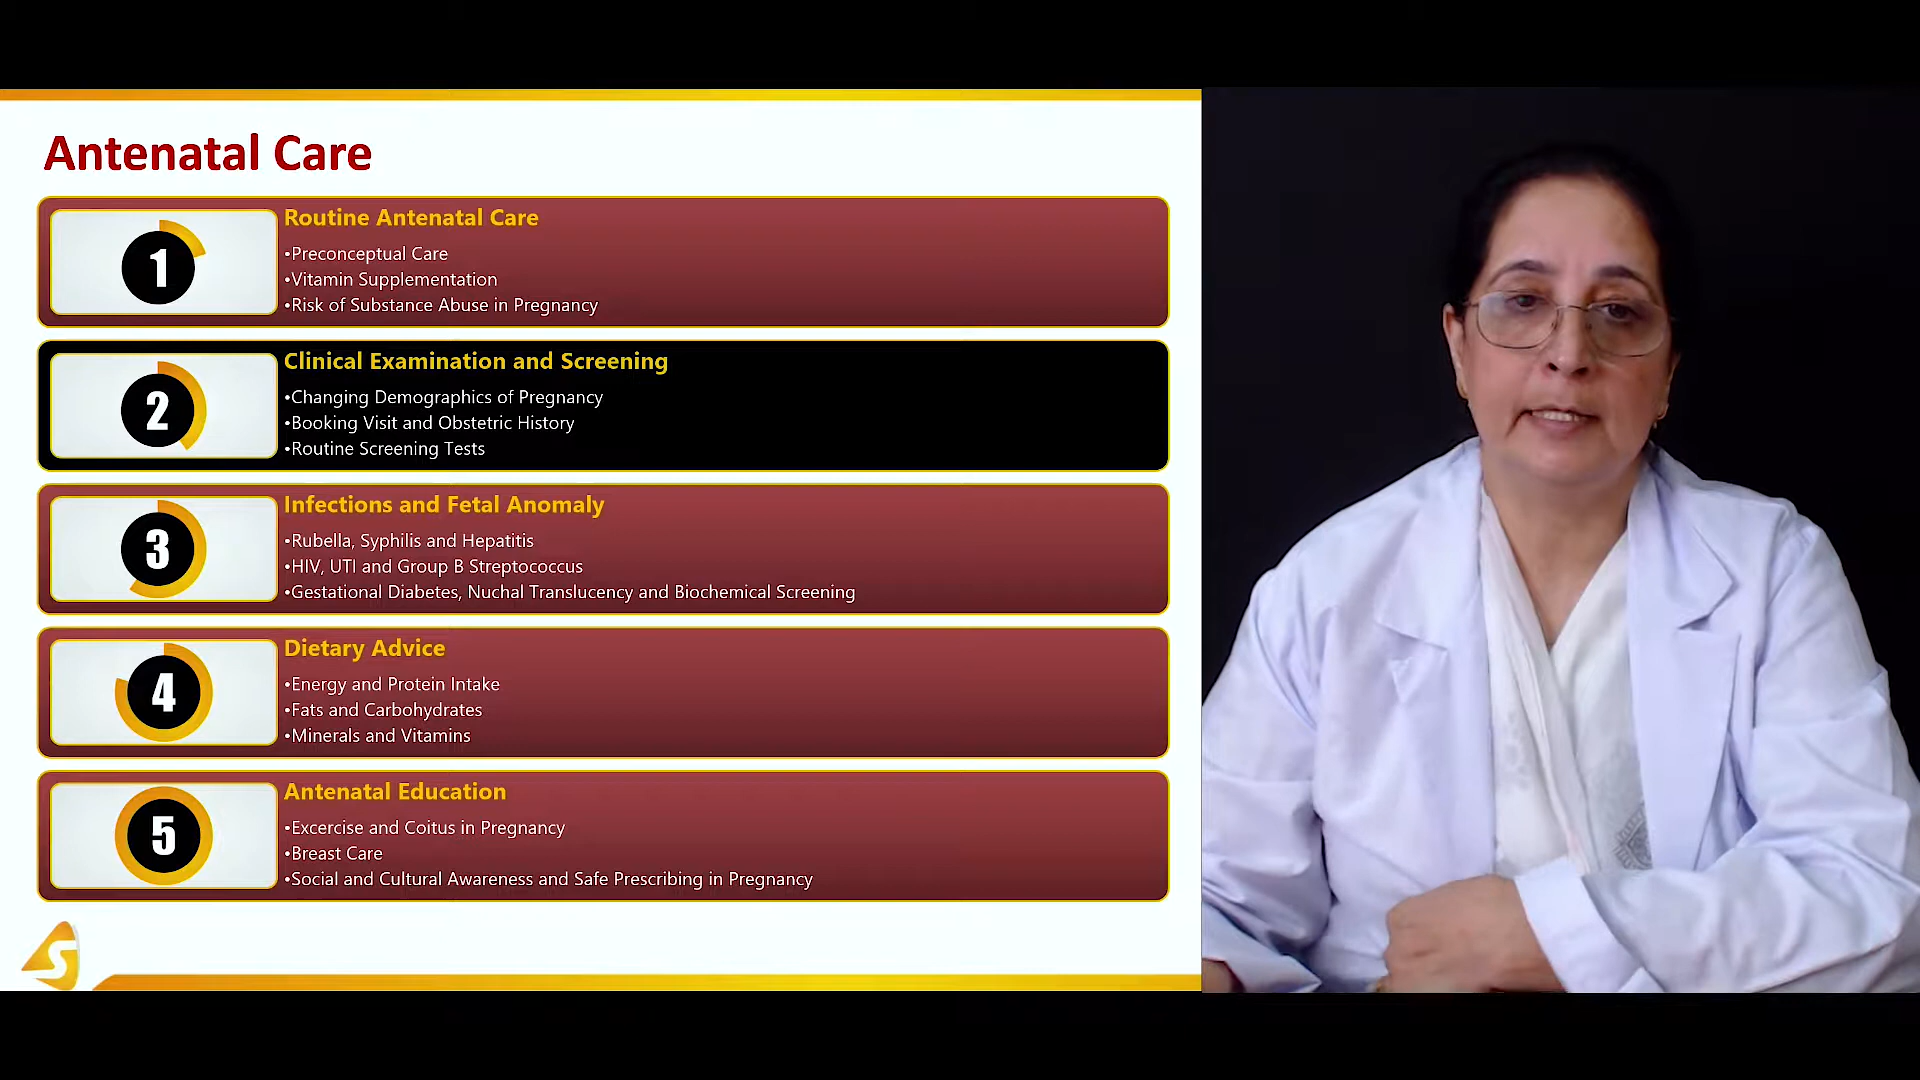 Antenatal Care
1
Routine Antenatal Care
•Preconceptual Care
•Vitamin Supplementation
•Risk of Substance Abuse in Pregnancy
2
Clinical Examination and Screening
•Changing Demographics of Pregnancy
•Booking Visit and Obstetric History
•Routine Screening Tests
3
Infections and Fetal Anomaly
•Rubella, Syphilis and Hepatitis
•HIV, UTI and Group B Streptococcus
•Gestational Diabetes, Nuchal Translucency and Biochemical Screening
4
Dietary Advice
•Energy and Protein Intake
•Fats and Carbohydrates
•Minerals and Vitamins
5
Antenatal Education
•Excercise and Coitus in Pregnancy
•Breast Care
•Social and Cultural Awareness and Safe Prescribing in Pregnancy
S